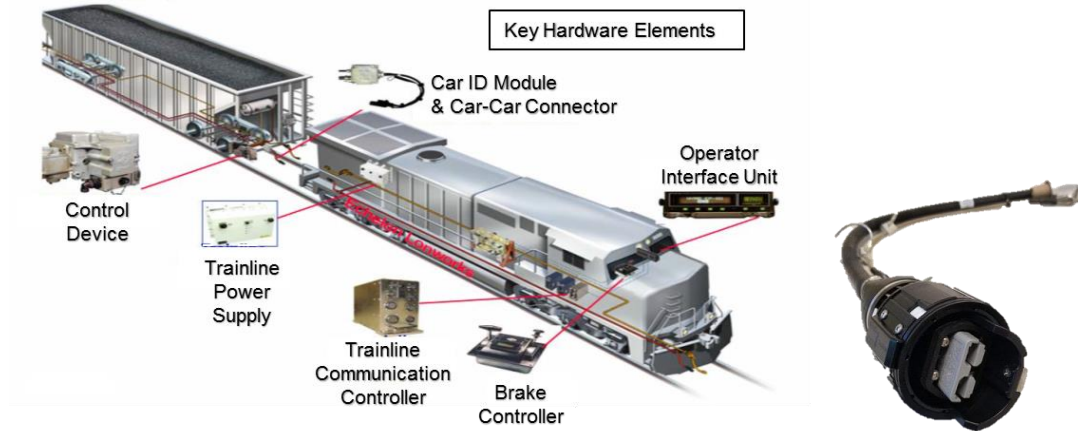 Key Hardware Elements
Car ID Module
& Car-Car Connector
Operator
Interface Unit
Control
Device
Trainline
Power
Supply
Lonworks
Trainline
Communication
Controller
Brake
Controller